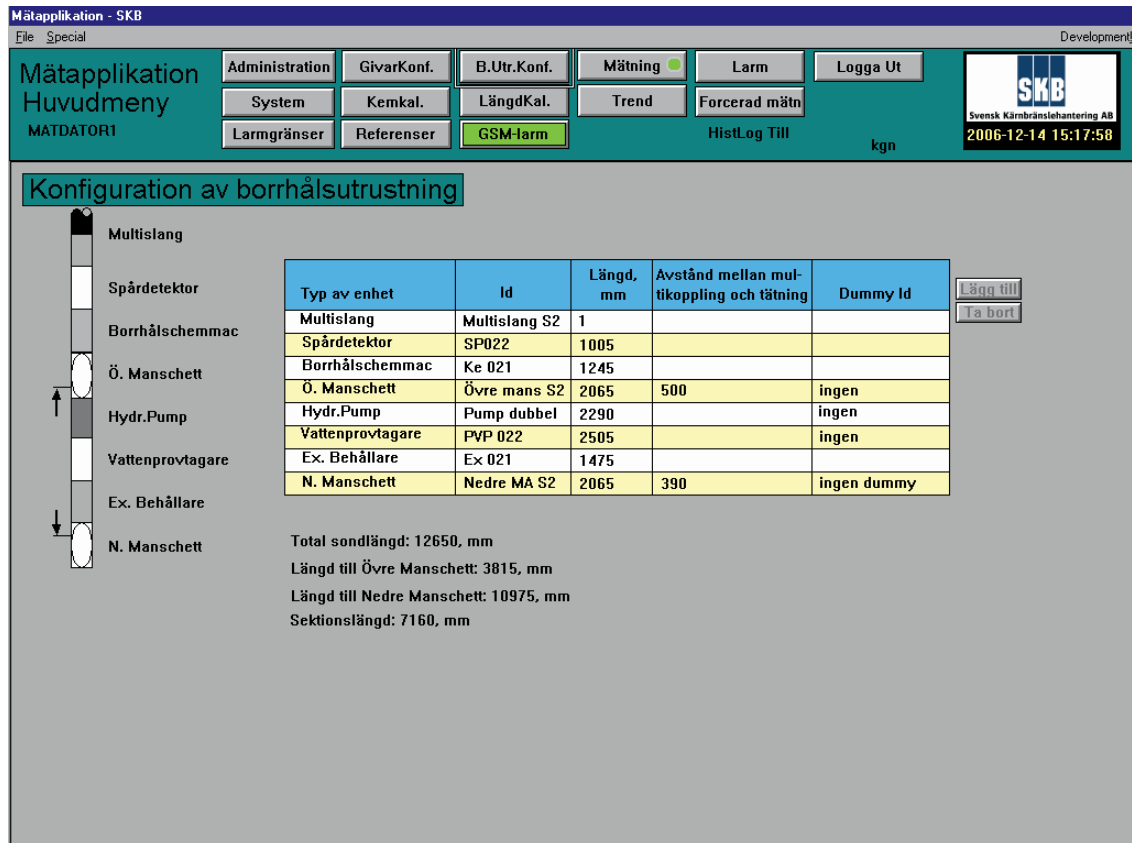 Mätapplikation - SKB
File Special Development!
Mätapplikation
Huvudmeny
MATDATOR1
Administration GivarKonf. B.Utr.Konf. Mätning Larm Logga Ut
System Kemkal. LängdKal. Trend Forcerad mätn
Larmgränser Referenser GSM-larm HistLog Till
kgn
SKB
Svensk Kärnbränslehantering AB
2006-12-14 15:17:58
Konfiguration av borrhålsutrustning
Multislang
Spårdetektor
Borrhålschemmac
Ö. Manschett
Hydr.Pump
Vattenprovtagare
Ex. Behållare
N. Manschett
Typ av enhet Id Längd, mm Avstånd mellan mul-tikoppling och tätning Dummy Id
Multislang Multislang S2 1
Spårdetektor SP022 1005
Borrhålschemmac Ke 021 1245
Ö. Manschett Övre mans S2 2065 500 ingen
Hydr.Pump Pump dubbel 2290 ingen
Vattenprovtagare PVP 022 2505 ingen
Ex. Behållare Ex 021 1475
N. Manschett Nedre MA S2 2065 390 ingen dummy
Lägg till
Ta bort
Total sondlängd: 12650, mm
Längd till Övre Manschett: 3815, mm
Längd till Nedre Manschett: 10975, mm
Sektionslängd: 7160, mm